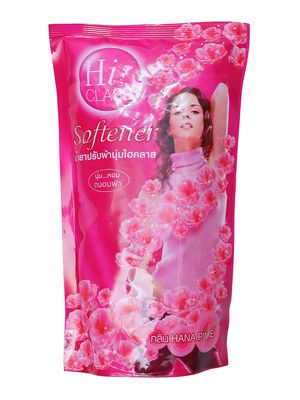 Hi
CLASS
Softener
น้ำยาปรับผ้านุ่มไฮคลาส
นุ่ม...หอม
ถนอมผ้า
กลิ่น HANA PINK